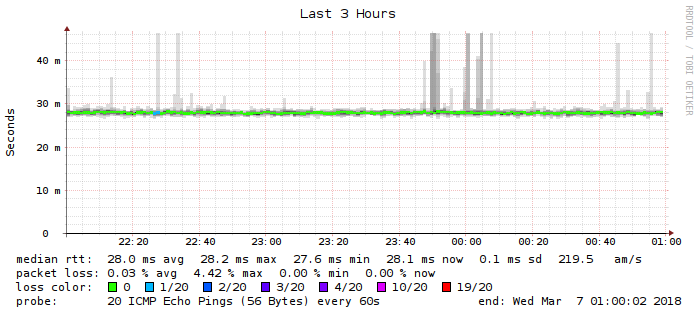 Last 3 Hours
RRDTOOL / TOBI OETIKER
Seconds
40 m
30 m
20 m
10 m
0
22:20 22:40 23:00 23:20 23:40 00:00 00:20 00:40 01:00
median rtt: 28.0 ms avg 28.2 ms max 27.6 ms min 28.1 ms now 0.1 ms sd 219.5 am/s
packet loss: 0.03 % avg 4.42 % max 0.00 % min 0.00 % now
loss color: 0 1/20 2/20 3/20 4/20 10/20 19/20
probe: 20 ICMP Echo Pings (56 Bytes) every 60s end: Wed Mar 7 01:00:02 2018